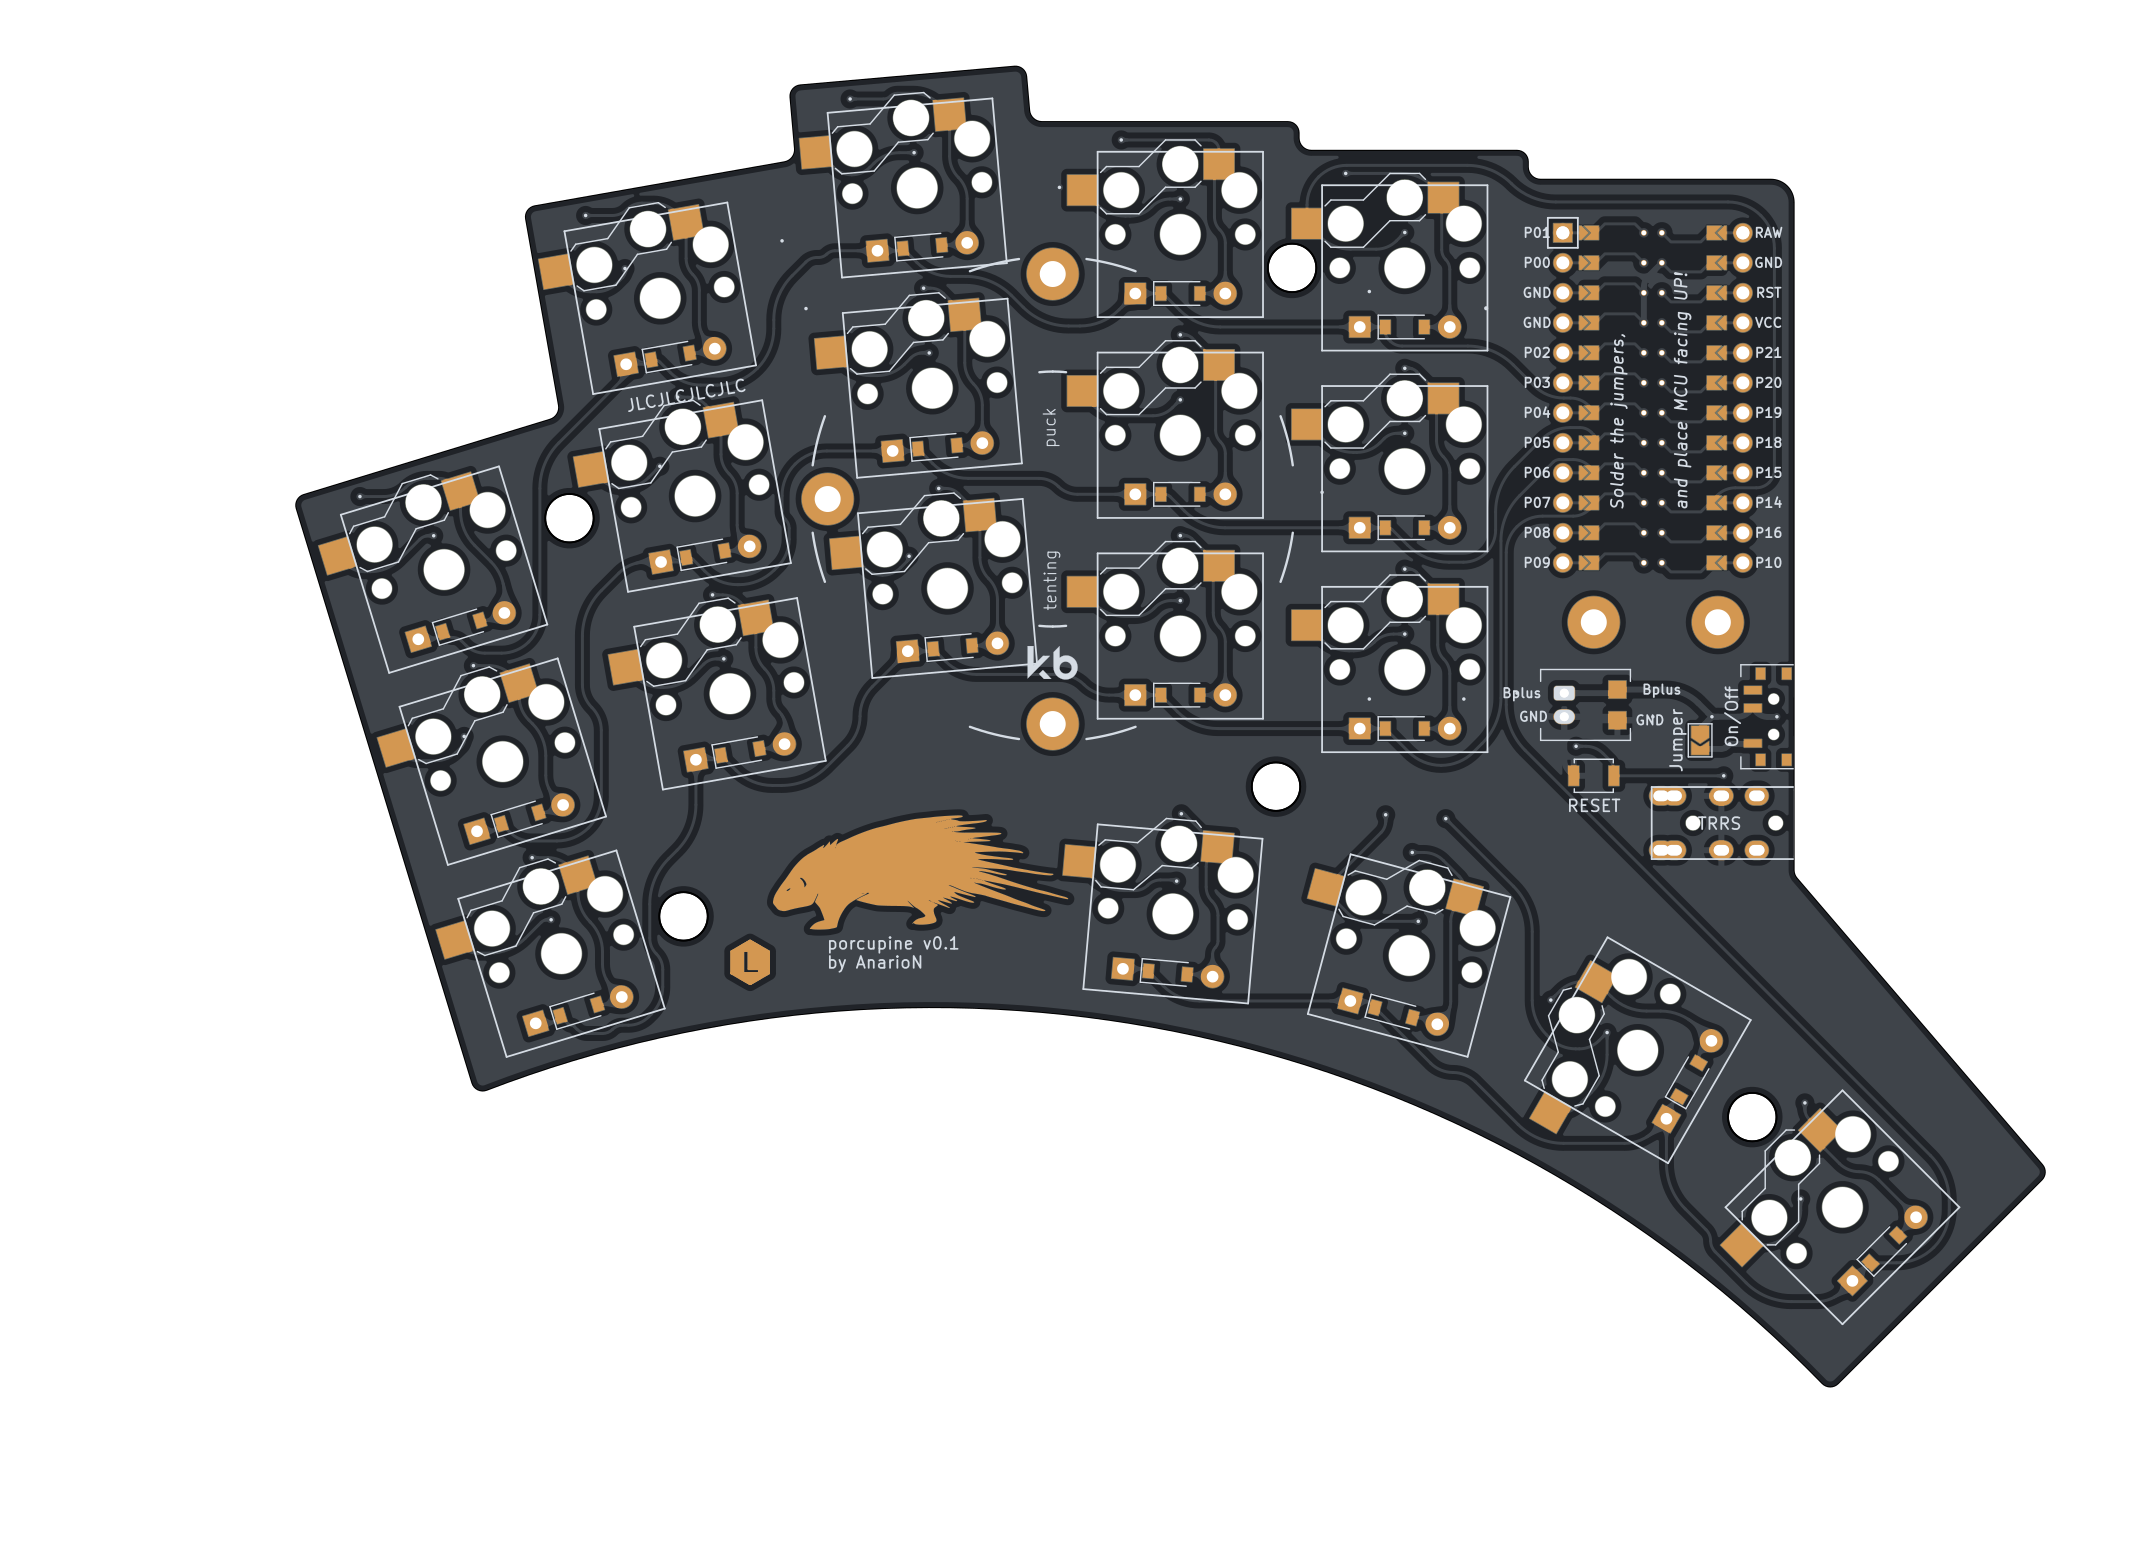 P01
P00
GND
GND
P02
P03
P04
P05
P06
P07
P08
P09
RAW
GND
RST
VCC
P21
P20
P19
P18
P15
P14
P16
P10
Solder the jumpers,
and place MCU facing UP!
JLCJLCJLCJLC
puck
tenting
kb
Bplus
GND
Bplus
GND
Jumper
On/Off
RESET
TRRS
L
porcupine v0.1
by AnarioN